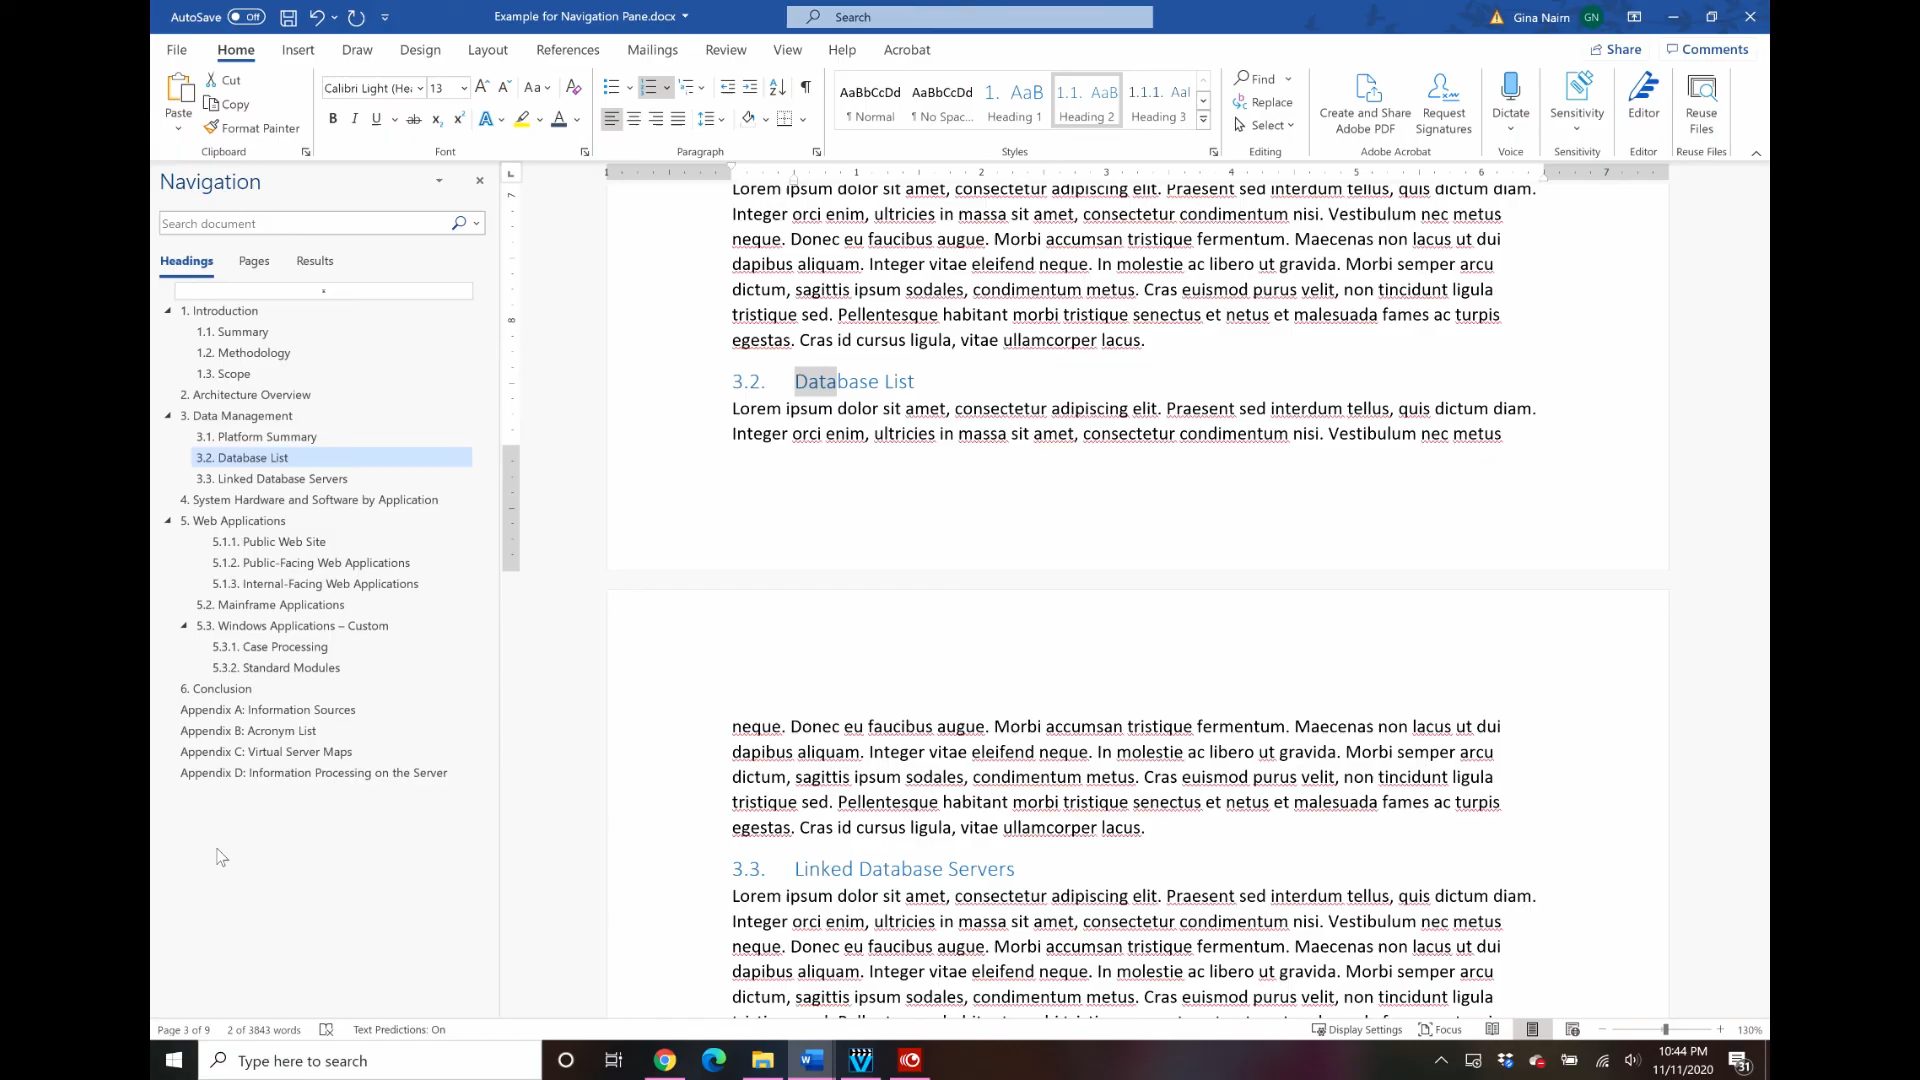 AutoSave Off Example for Navigation Pane.docx Search Gina Nairn GN
File Home Insert Draw Design Layout References Mailings Review View Help Acrobat Share Comments
Paste Cut Copy Format Painter
Clipboard
Calibri Light (Hea 13 Aa
B I U ab x₂ x² A A
Font
Paragraph
AaBbCcDd AaBbCcDd 1. AaB 1.1. AaB 1.1.1. Aal
¶ Normal ¶ No Spac... Heading 1 Heading 2 Heading 3
Styles
Find
Replace
Select
Editing
Create and Share Adobe PDF Request Signatures
Adobe Acrobat
Dictate
Voice
Sensitivity
Sensitivity
Editor
Editor
Reuse Files
Reuse Files
Navigation
Search document
Headings Pages Results
1. Introduction
1.1. Summary
1.2. Methodology
1.3. Scope
2. Architecture Overview
3. Data Management
3.1. Platform Summary
3.2. Database List
3.3. Linked Database Servers
4. System Hardware and Software by Application
5. Web Applications
5.1.1. Public Web Site
5.1.2. Public-Facing Web Applications
5.1.3. Internal-Facing Web Applications
5.2. Mainframe Applications
5.3. Windows Applications – Custom
5.3.1. Case Processing
5.3.2. Standard Modules
6. Conclusion
Appendix A: Information Sources
Appendix B: Acronym List
Appendix C: Virtual Server Maps
Appendix D: Information Processing on the Server
1 1 2 3 4 5 6 7
7
8
Lorem ipsum dolor sit amet, consectetur adipiscing elit. Praesent sed interdum tellus, quis dictum diam.
Integer orci enim, ultricies in massa sit amet, consectetur condimentum nisi. Vestibulum nec metus
neque. Donec eu faucibus augue. Morbi accumsan tristique fermentum. Maecenas non lacus ut dui
dapibus aliquam. Integer vitae eleifend neque. In molestie ac libero ut gravida. Morbi semper arcu
dictum, sagittis ipsum sodales, condimentum metus. Cras euismod purus velit, non tincidunt ligula
tristique sed. Pellentesque habitant morbi tristique senectus et netus et malesuada fames ac turpis
egestas. Cras id cursus ligula, vitae ullamcorper lacus.
3.2. Database List
Lorem ipsum dolor sit amet, consectetur adipiscing elit. Praesent sed interdum tellus, quis dictum diam.
Integer orci enim, ultricies in massa sit amet, consectetur condimentum nisi. Vestibulum nec metus
neque. Donec eu faucibus augue. Morbi accumsan tristique fermentum. Maecenas non lacus ut dui
dapibus aliquam. Integer vitae eleifend neque. In molestie ac libero ut gravida. Morbi semper arcu
dictum, sagittis ipsum sodales, condimentum metus. Cras euismod purus velit, non tincidunt ligula
tristique sed. Pellentesque habitant morbi tristique senectus et netus et malesuada fames ac turpis
egestas. Cras id cursus ligula, vitae ullamcorper lacus.
3.3. Linked Database Servers
Lorem ipsum dolor sit amet, consectetur adipiscing elit. Praesent sed interdum tellus, quis dictum diam.
Integer orci enim, ultricies in massa sit amet, consectetur condimentum nisi. Vestibulum nec metus
neque. Donec eu faucibus augue. Morbi accumsan tristique fermentum. Maecenas non lacus ut dui
dapibus aliquam. Integer vitae eleifend neque. In molestie ac libero ut gravida. Morbi semper arcu
dictum, sagittis ipsum sodales, condimentum metus. Cras euismod purus velit, non tincidunt ligula
Page 3 of 9 2 of 3843 words Text Predictions: On Display Settings Focus 130%
Type here to search 10:44 PM
11/11/2020 31